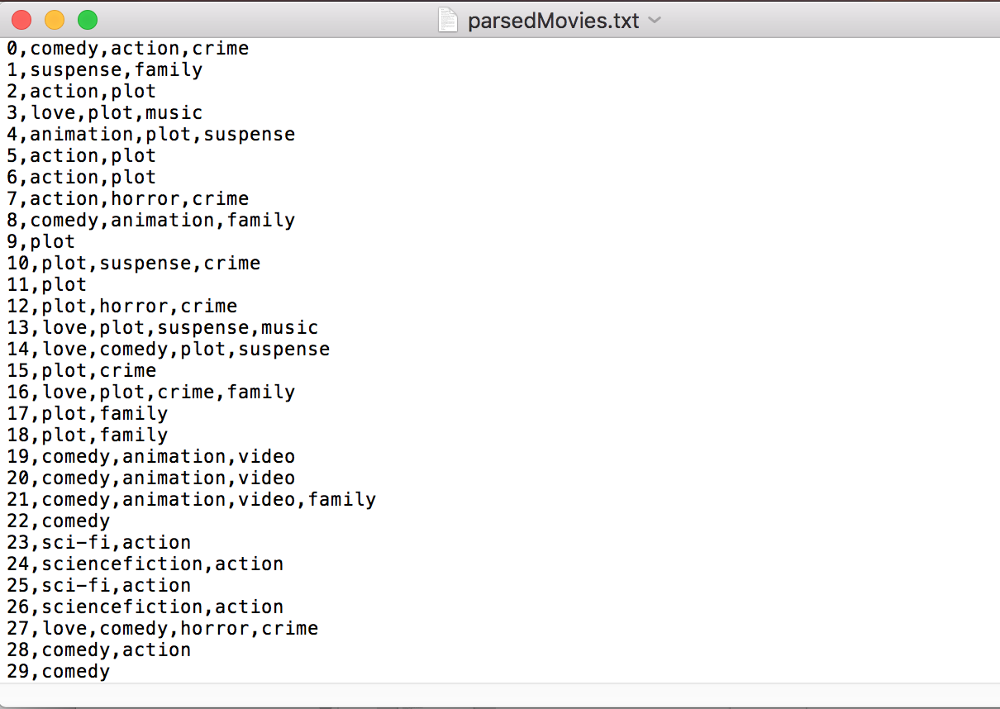 parsedMovies.txt
0,comedy,action,crime
1,suspense,family
2,action,plot
3,love,plot,music
4,animation,plot,suspense
5,action,plot
6,action,plot
7,action,horror,crime
8,comedy,animation,family
9,plot
10,plot,suspense,crime
11,plot
12,plot,horror,crime
13,love,plot,suspense,music
14,love,comedy,plot,suspense
15,plot,crime
16,love,plot,crime,family
17,plot,family
18,plot,family
19,comedy,animation,video
20,comedy,animation,video
21,comedy,animation,video,family
22,comedy
23,sci-fi,action
24,sciencefiction,action
25,sci-fi,action
26,sciencefiction,action
27,love,comedy,horror,crime
28,comedy,action
29,comedy